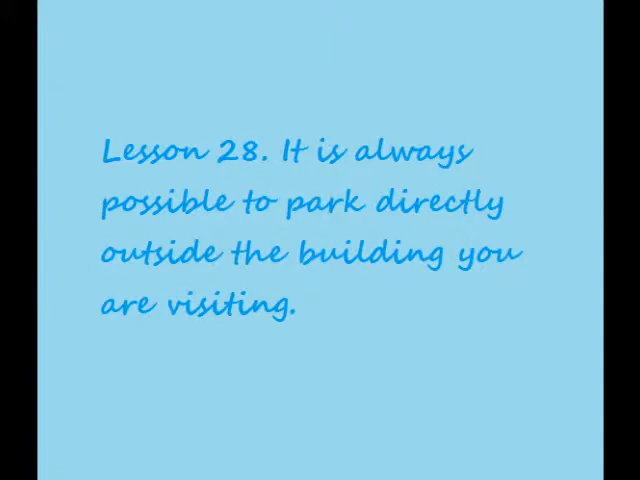 Lesson 28. It is always
possible to park directly
outside the building you
are visiting.